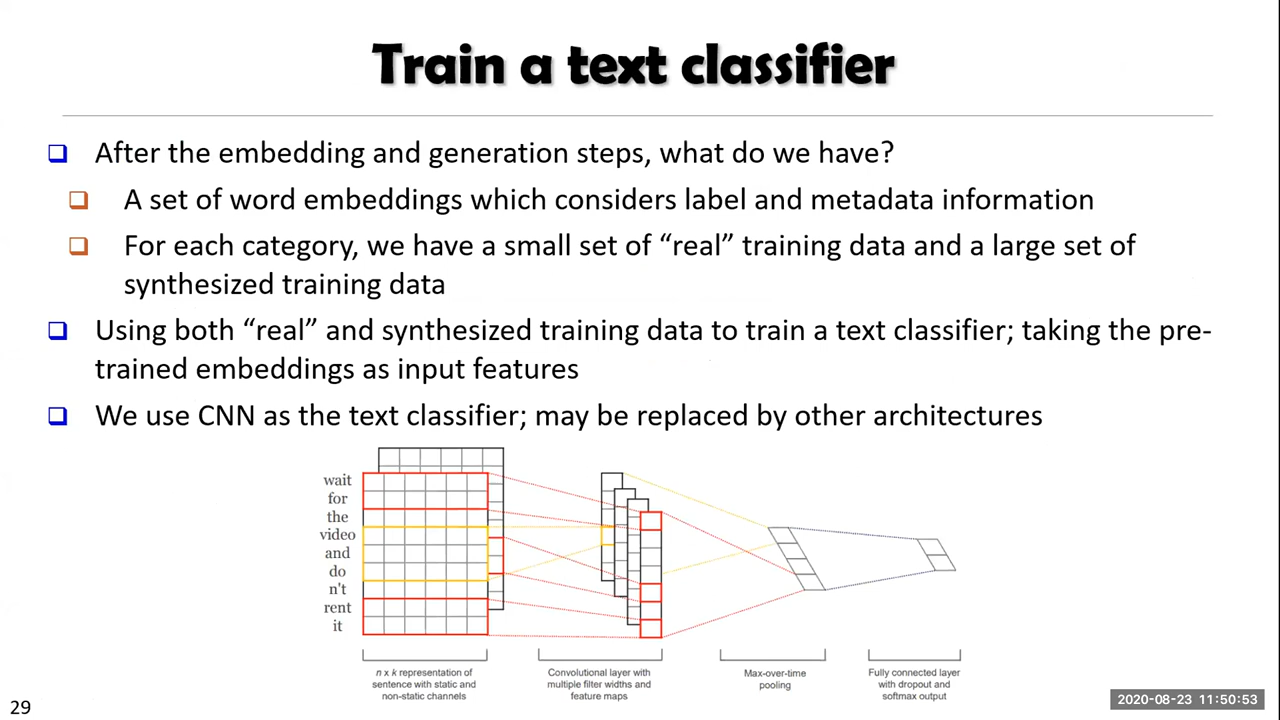 Train a text classifier
After the embedding and generation steps, what do we have?
A set of word embeddings which considers label and metadata information
For each category, we have a small set of “real” training data and a large set of
synthesized training data
Using both “real” and synthesized training data to train a text classifier; taking the pre-
trained embeddings as input features
We use CNN as the text classifier; may be replaced by other architectures
wait
for
the
video
and
do
n't
rent
it
n x k representation of
sentence with static and
non-static channels
Convolutional layer with
multiple filter widths and
feature maps
Max-over-time
pooling
Fully connected layer
with dropout and
softmax output
29
2020-08-23 11:50:53